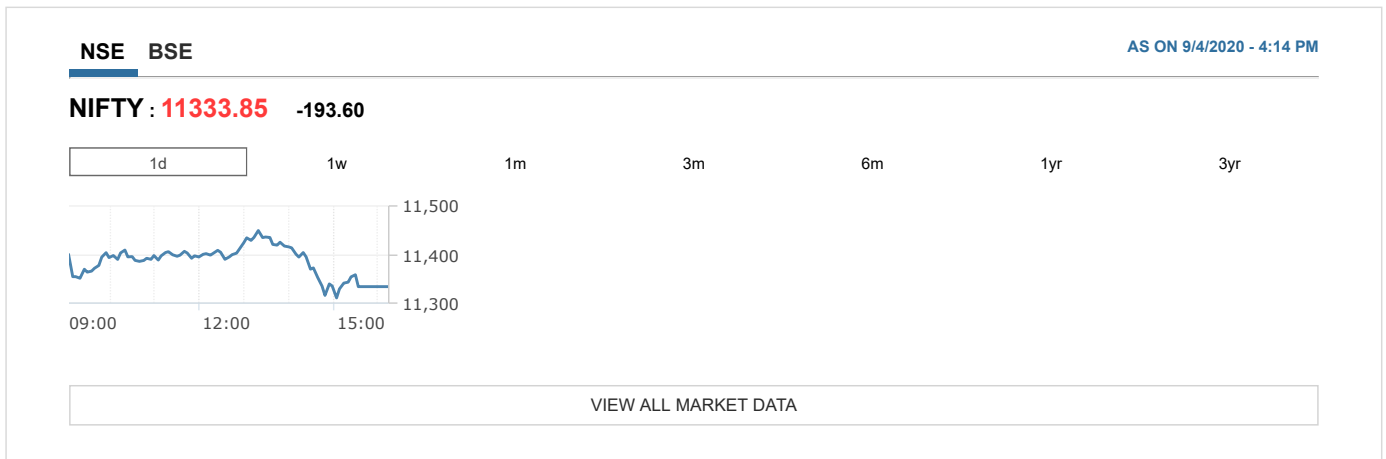 NSE BSE AS ON 9/4/2020 - 4:14 PM
NIFTY : 11333.85 -193.60
1d 1w 1m 3m 6m 1yr 3yr
11,500
11,400
11,300
09:00 12:00 15:00
VIEW ALL MARKET DATA